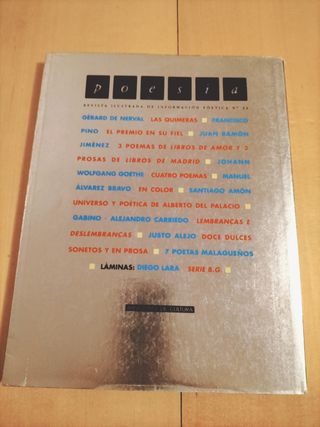 poesía
REVISTA ILUSTRADA DE INFORMACIÓN POÉTICA Nº
GÉRARD DE NERVAL LAS QUIMERAS FRANCISCO
PINO EL PREMIO EN SU FIEL JUAN RAMÓN
JIMÉNEZ 3 POEMAS DE LIBROS DE AMOR Y 2
PROSAS DE LIBROS DE MADRID JOHANN
WOLFGANG GOETHE CUATRO POEMAS MANUEL
ÁLVAREZ BRAVO EN COLOR SANTIAGO AMÓN
UNIVERSO Y POÉTICA DE ALBERTO DEL PALACIO
GABINO - ALEJANDRO CARRIEDO LEMBRANÇAS E
DESLEMBRANÇAS JUSTO ALEJO DOCE DULCES
SONETOS Y EN PROSA 7 POETAS MALAGUEÑOS
LÁMINAS: DIEGO LARA SERIE B.G.
CULTURA